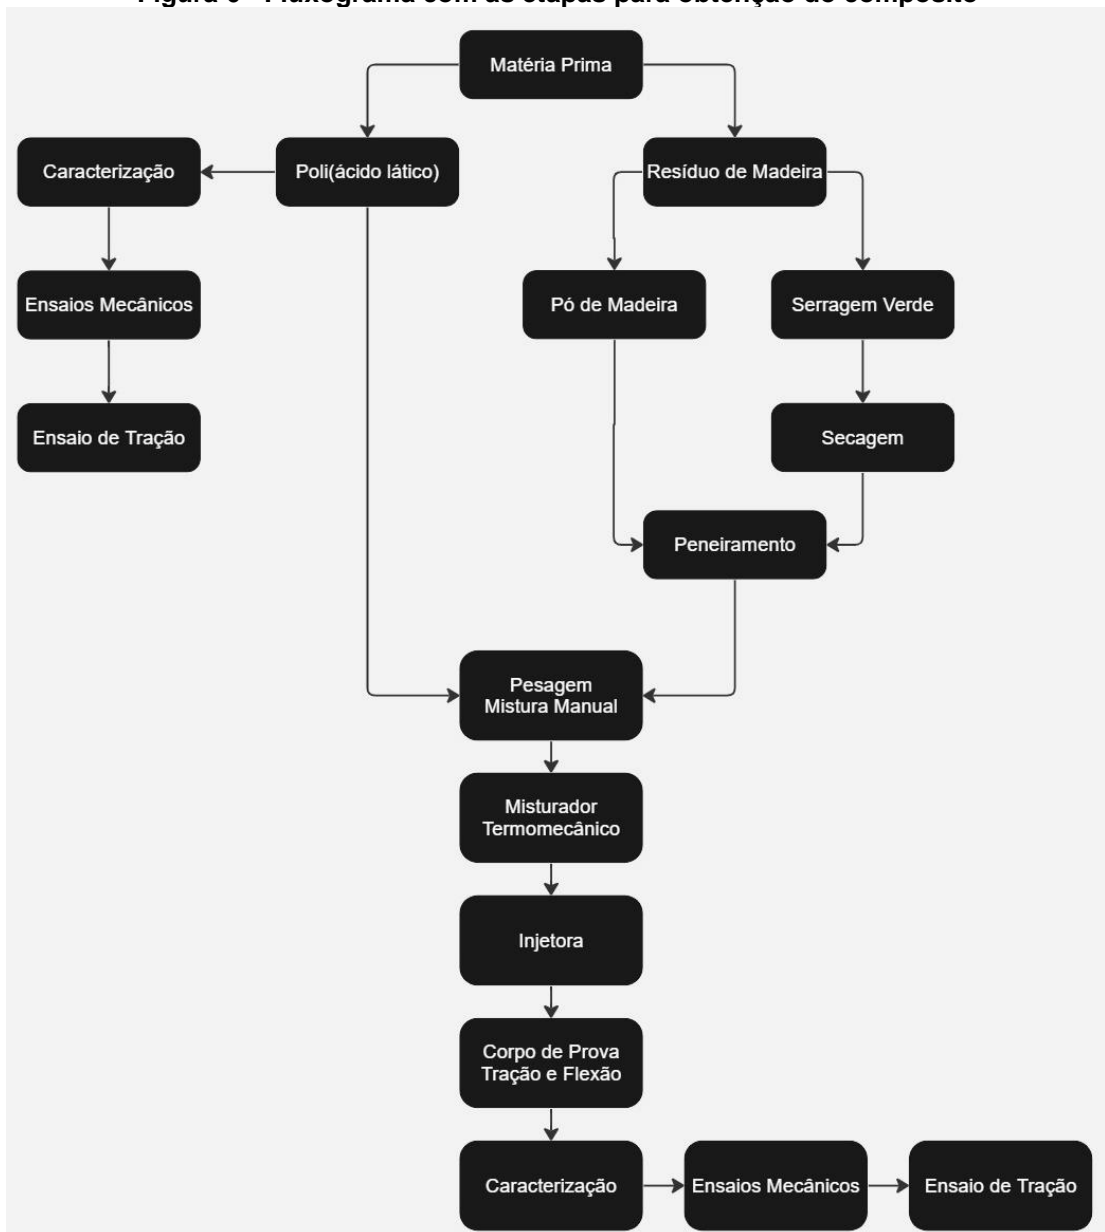 Matéria Prima
Caracterização
Poli(ácido lático)
Resíduo de Madeira
Ensaios Mecânicos
Pó de Madeira
Serragem Verde
Ensaio de Tração
Secagem
Peneiramento
Pesagem
Mistura Manual
Misturador
Termomecânico
Injetora
Corpo de Prova
Tração e Flexão
Caracterização
Ensaios Mecânicos
Ensaio de Tração